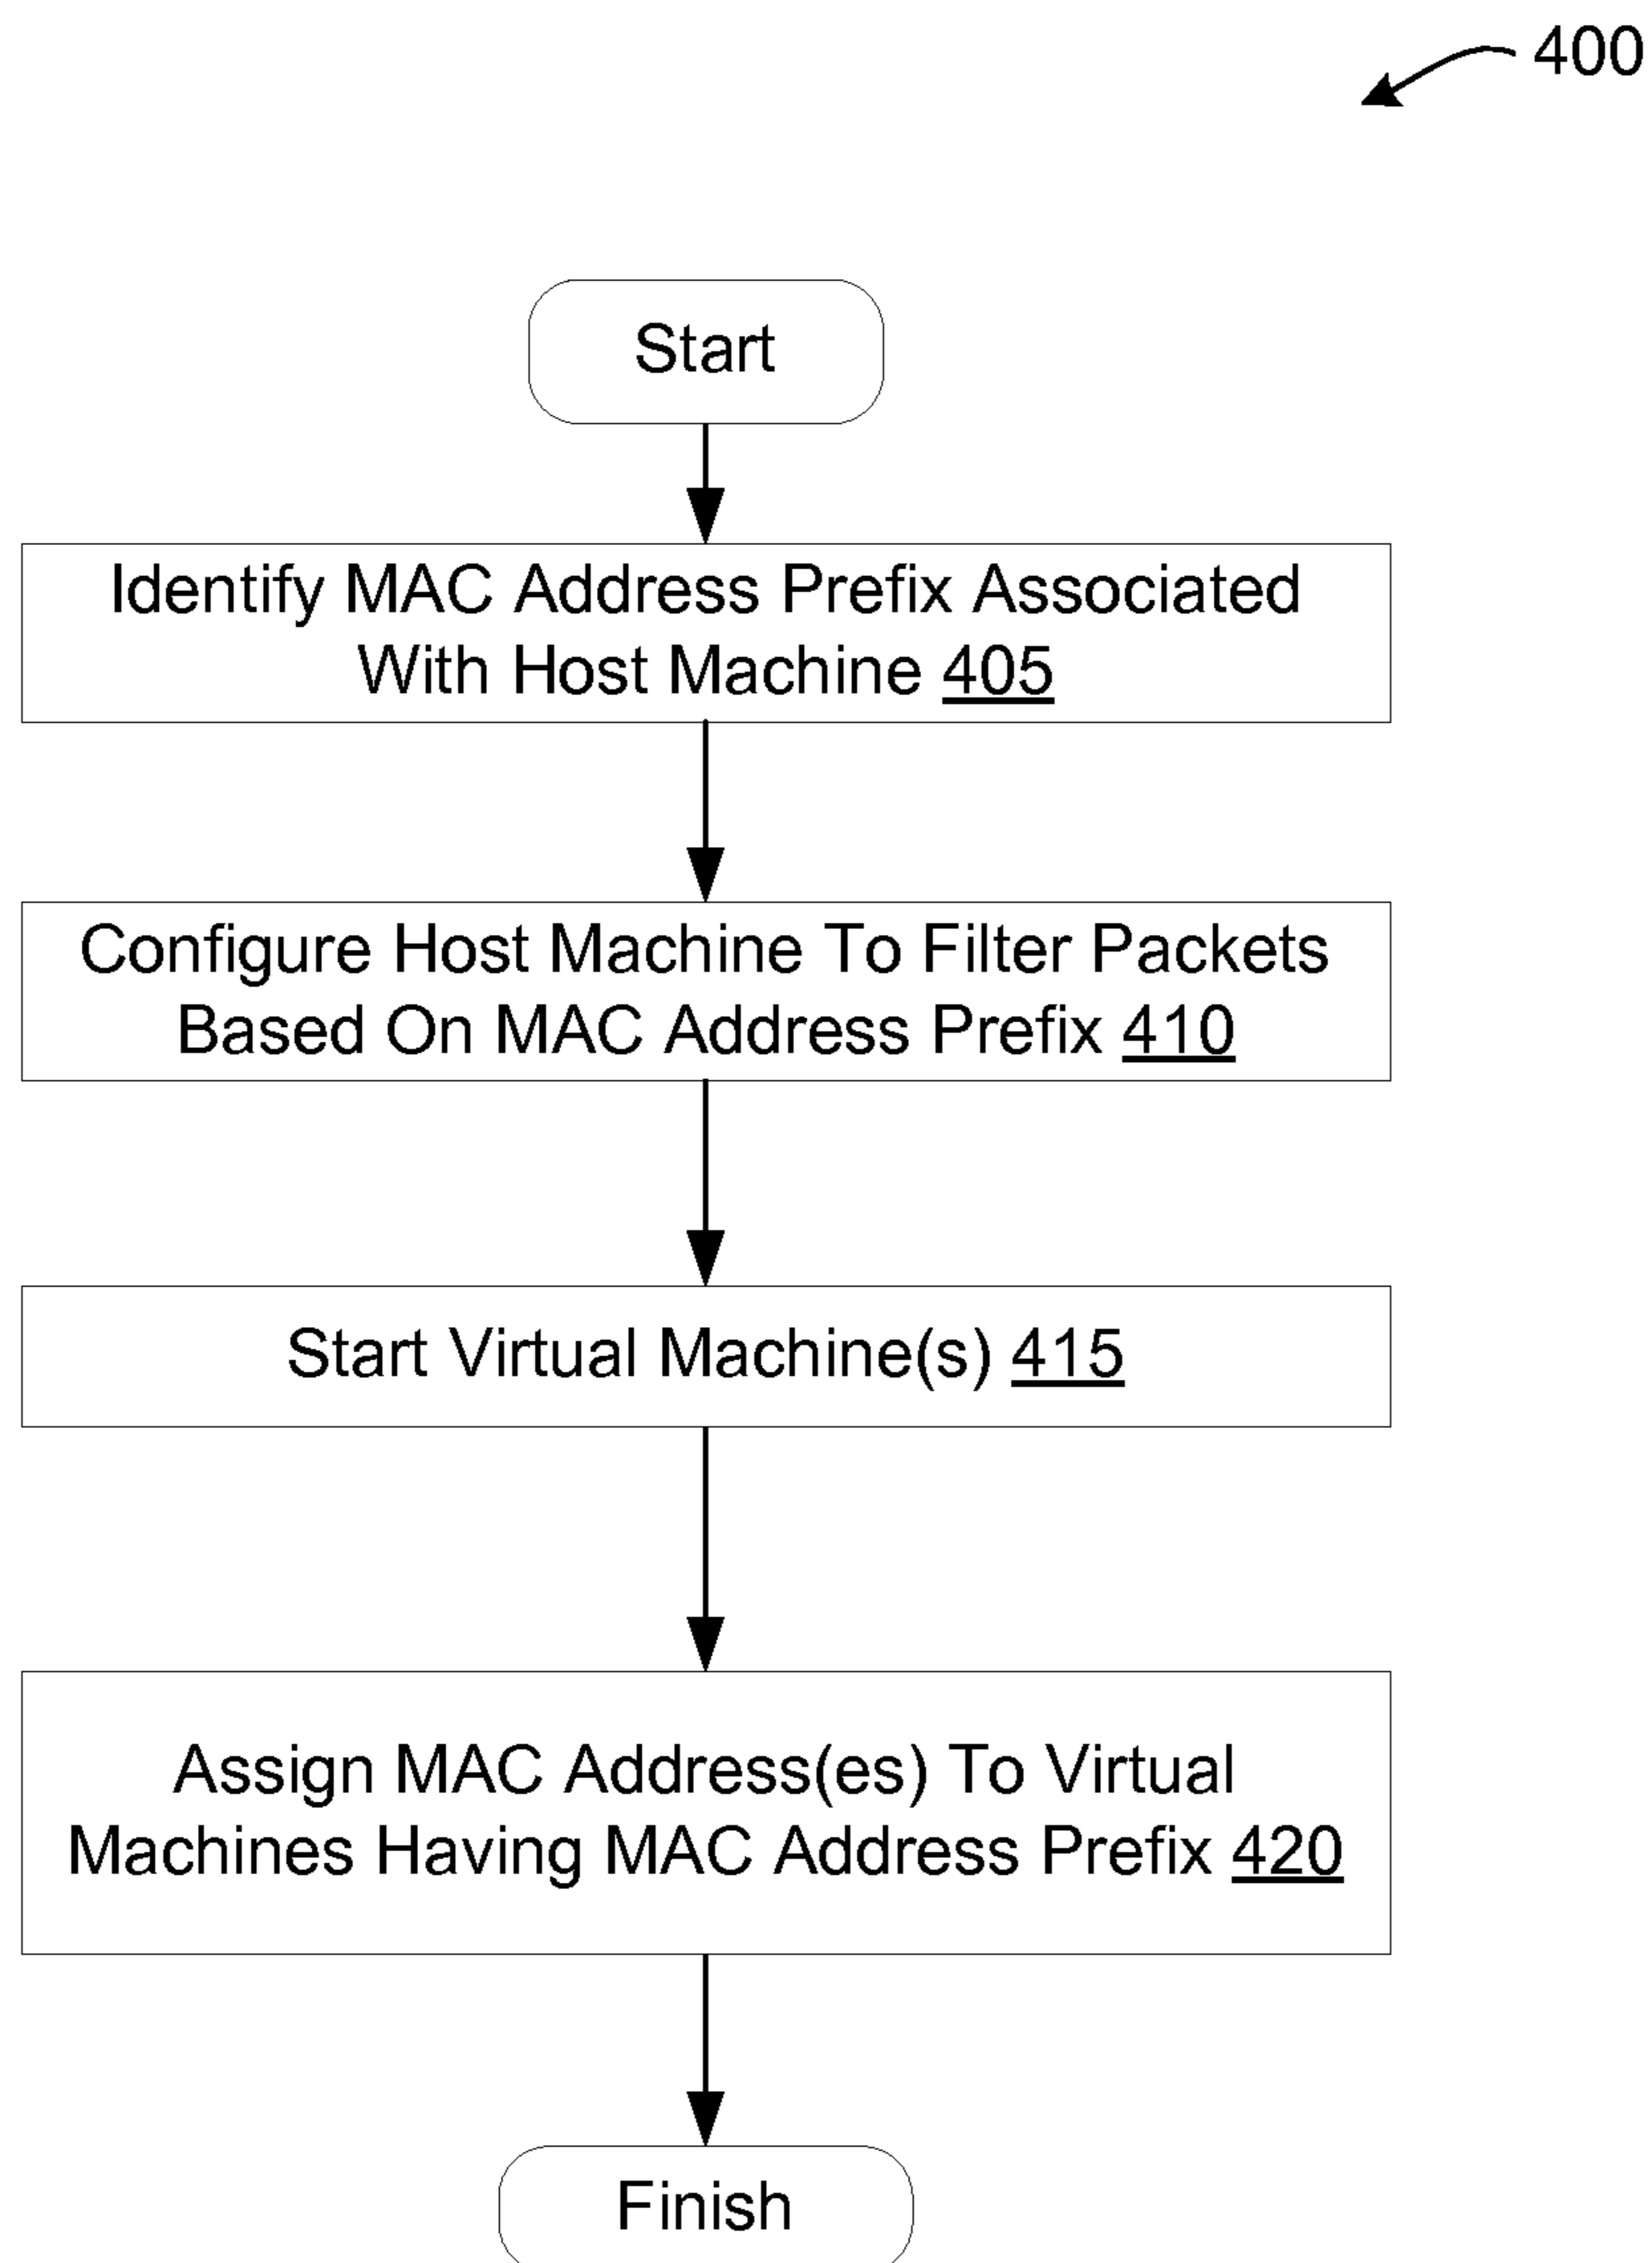 400
Start
Identify MAC Address Prefix Associated
With Host Machine 405
Configure Host Machine To Filter Packets
Based On MAC Address Prefix 410
Start Virtual Machine(s) 415
Assign MAC Address(es) To Virtual
Machines Having MAC Address Prefix 420
Finish